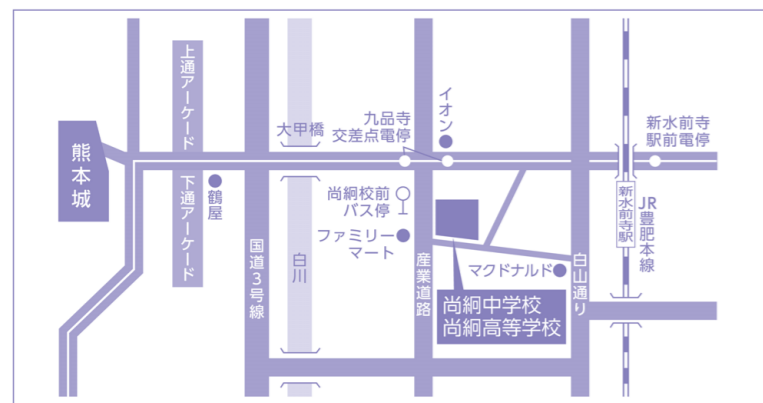 上通アーケード
下通アーケード
熊本城
鶴屋
国道3号線
大甲橋
白川
九品寺
交差点電停
イオン
尚絅校前
バス停
ファミリー
マート
産業道路
マクドナルド
尚絅中学校
尚絅高等学校
白山通り
新水前寺駅
JR豊肥本線
新水前寺
駅前電停